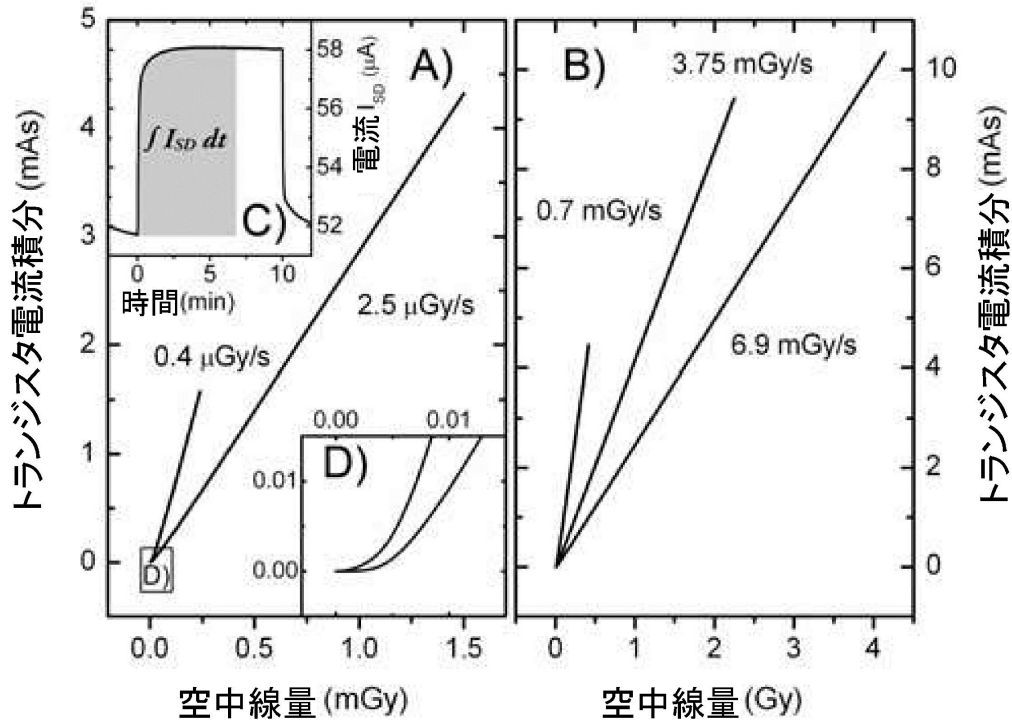 トランジスタ電流積分 (mAs)
5
4
3
2
1
0
A)
0.4 μGy/s
2.5 μGy/s
D)
0.0
0.5
1.0
1.5
空中線量 (mGy)
C)
∫ I_SD dt
58
56
54
52
電流 I_SD (μA)
0
5
10
時間 (min)
D)
0.00
0.01
0.01
0.00
B)
3.75 mGy/s
0.7 mGy/s
6.9 mGy/s
10
8
6
4
2
0
トランジスタ電流積分 (mAs)
0
1
2
3
4
空中線量 (Gy)